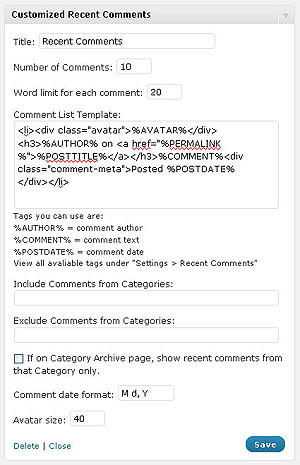 Customized Recent Comments
Title: Recent Comments
Number of Comments: 10
Word limit for each comment: 20
Comment List Template:
<li><div class="avatar">%AVATAR%</div>
<h3>%AUTHOR% on <a href="%PERMALINK
%">%POSTTITLE%</a></h3>%COMMENT%<div
class="comment-meta">Posted %POSTDATE%
</div></li>
Tags you can use are:
%AUTHOR% = comment author
%COMMENT% = comment text
%POSTDATE% = comment date
View all avaliable tags under "Settings > Recent Comments"
Include Comments from Categories:
Exclude Comments from Categories:
If on Category Archive page, show recent comments from
that Category only.
Comment date format: M d, Y
Avatar size: 40
Delete | Close Save